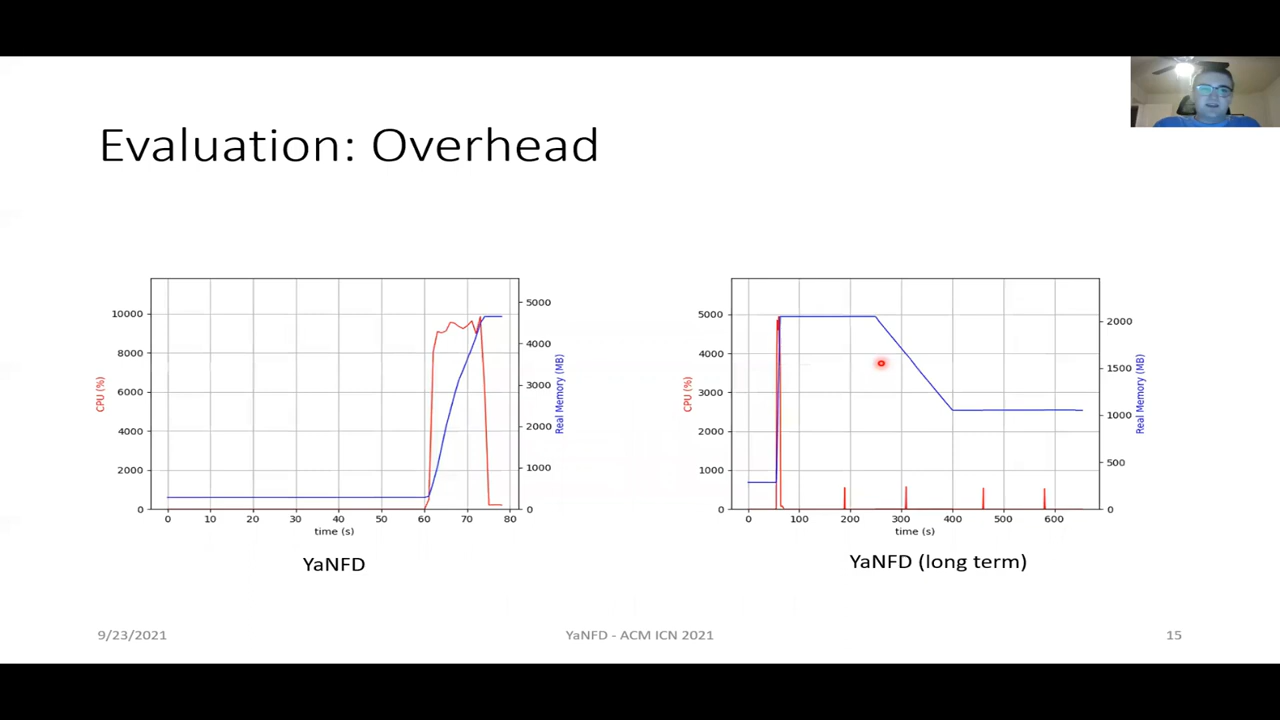 Evaluation: Overhead
10000
8000
6000
4000
2000
0
CPU (%)
5000
4000
3000
2000
1000
0
Real Memory (MB)
0 10 20 30 40 50 60 70 80
time (s)
YaNFD
5000
4000
3000
2000
1000
0
CPU (%)
2000
1500
1000
500
0
Real Memory (MB)
0 100 200 300 400 500 600
time (s)
YaNFD (long term)
9/23/2021
YaNFD - ACM ICN 2021
15